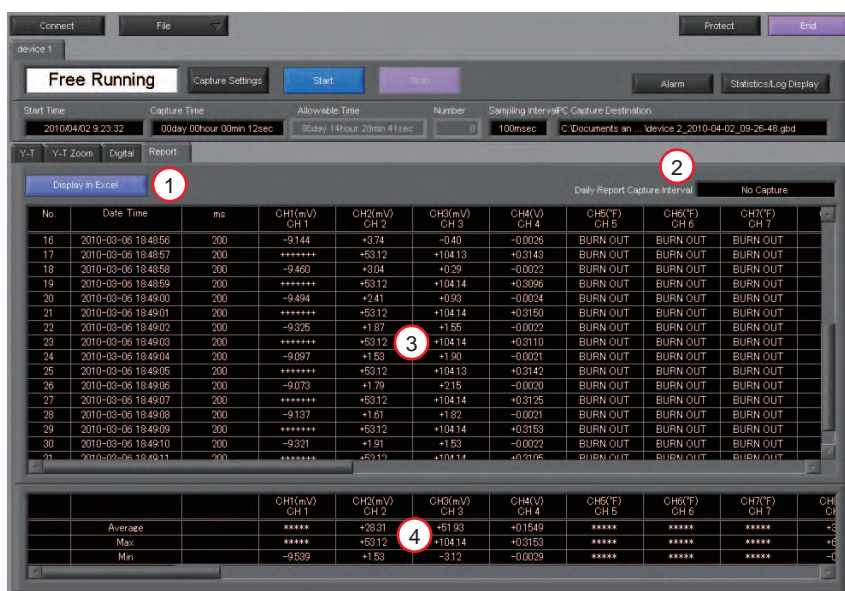 Connect File Protect End
device 1
Free Running Capture Settings Start Stop Alarm Statistics/Log Display
Start Time Capture Time Allowable Time Number Sampling Interval PC Capture Destination
2010/04/02 9:23:32 00day 00hour 00min 12sec 96day 14hour 28min 41sec 0 100msec C:\Documents an ... \device 2_2010-04-02_09-26-48.gbd
Y-T Y-T Zoom Digital Report
Display in Excel 1 2 Daily Report Capture Interval No Capture
No. Date Time ms CH1(mV) CH2(mV) CH3(mV) CH4(V) CH5(°F) CH6(°F) CH7(°F)
CH 1 CH 2 CH 3 CH 4 CH 5 CH 6 CH 7
16 2010-03-06 18:48:56 200 -9.144 +3.74 -0.40 -0.0026 BURN OUT BURN OUT BURN OUT
17 2010-03-06 18:48:57 200 +++++++ +53.12 +104.13 +0.3143 BURN OUT BURN OUT BURN OUT
18 2010-03-06 18:48:58 200 -9.460 +3.04 +0.29 -0.0022 BURN OUT BURN OUT BURN OUT
19 2010-03-06 18:48:59 200 +++++++ +53.12 +104.14 +0.3096 BURN OUT BURN OUT BURN OUT
20 2010-03-06 18:49:00 200 -9.494 +2.41 +0.93 -0.0024 BURN OUT BURN OUT BURN OUT
21 2010-03-06 18:49:01 200 +++++++ +53.12 +104.14 +0.3150 BURN OUT BURN OUT BURN OUT
22 2010-03-06 18:49:02 200 -9.325 +1.87 +1.55 -0.0022 BURN OUT BURN OUT BURN OUT
23 2010-03-06 18:49:03 200 +++++++ +53.12 3 +104.14 +0.3110 BURN OUT BURN OUT BURN OUT
24 2010-03-06 18:49:04 200 -9.097 +1.53 +1.90 -0.0021 BURN OUT BURN OUT BURN OUT
25 2010-03-06 18:49:05 200 +++++++ +53.12 +104.13 +0.3142 BURN OUT BURN OUT BURN OUT
26 2010-03-06 18:49:06 200 -9.073 +1.79 +2.15 -0.0020 BURN OUT BURN OUT BURN OUT
27 2010-03-06 18:49:07 200 +++++++ +53.12 +104.14 +0.3125 BURN OUT BURN OUT BURN OUT
28 2010-03-06 18:49:08 200 -9.137 +1.61 +1.82 -0.0021 BURN OUT BURN OUT BURN OUT
29 2010-03-06 18:49:09 200 +++++++ +53.12 +104.14 +0.3153 BURN OUT BURN OUT BURN OUT
30 2010-03-06 18:49:10 200 -9.321 +1.91 +1.53 -0.0022 BURN OUT BURN OUT BURN OUT
31 2010-03-06 18:49:11 200 +++++++ +53.12 +104.14 +0.3105 BURN OUT BURN OUT BURN OUT
CH1(mV) CH2(mV) CH3(mV) CH4(V) CH5(°F) CH6(°F) CH7(°F)
CH 1 CH 2 CH 3 CH 4 CH 5 CH 6 CH 7
Average ***** +28.31 +51.93 +0.1549 ***** ***** *****
Max ***** +53.12 4 +104.14 +0.3153 ***** ***** *****
Min -9.539 +1.53 -3.12 -0.0029 ***** ***** *****